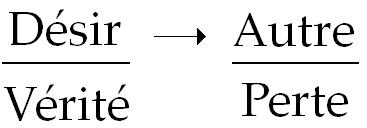 Désir → Autre
Vérité Perte